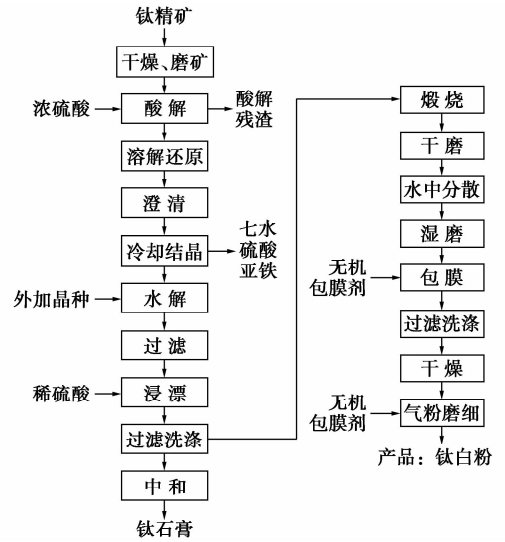 钛精矿
干燥、磨矿
浓硫酸
酸解
酸解
残渣
溶解还原
澄清
冷却结晶
七水
硫酸
亚铁
外加晶种
水解
过滤
稀硫酸
浸漂
过滤洗涤
中和
钛石膏
煅烧
干磨
水中分散
湿磨
无机
包膜剂
包膜
过滤洗涤
干燥
无机
包膜剂
气粉磨细
产品：钛白粉